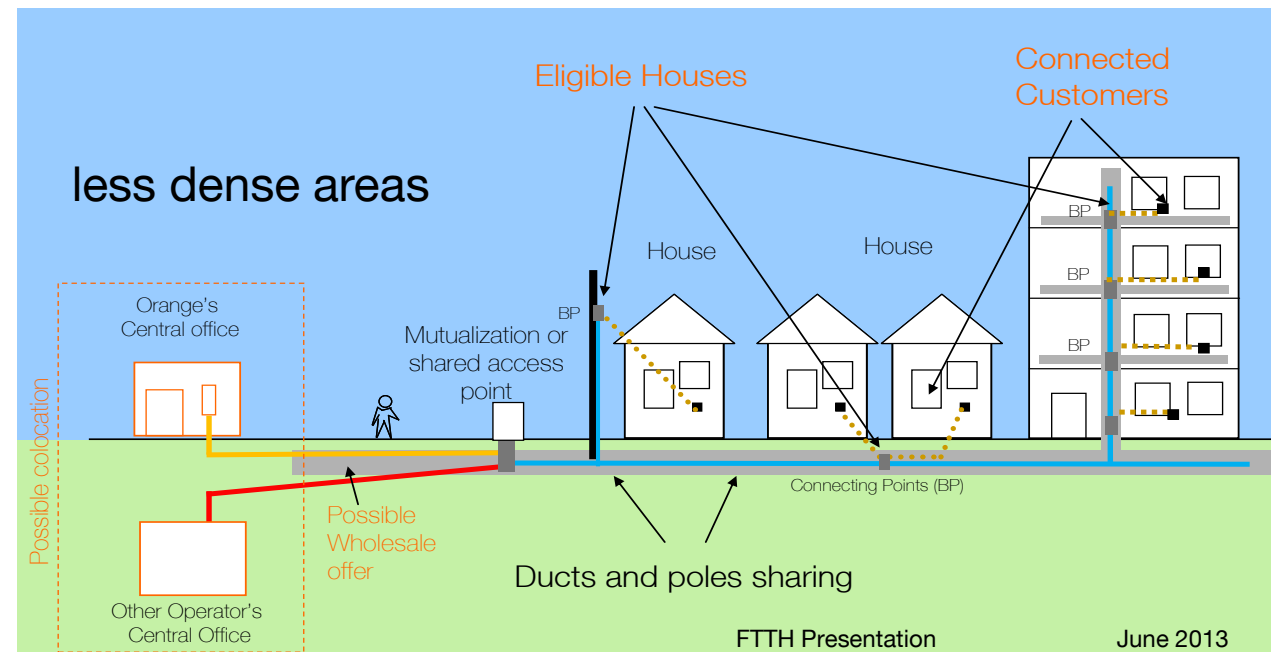 Eligible Houses
Connected
Customers
less dense areas
BP
House
House
BP
Orange's
Central office
BP
Mutualization or
shared access
point
BP
Possible colocation
Connecting Points (BP)
Possible
Wholesale
offer
Ducts and poles sharing
Other Operator's
Central Office
FTTH Presentation
June 2013